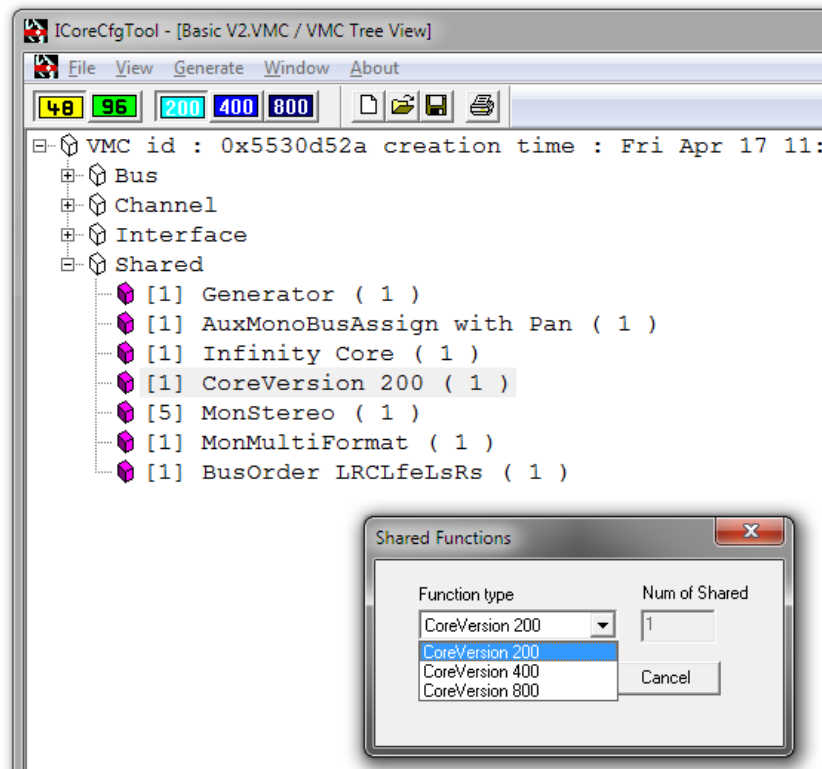 ICoreCfgTool - [Basic V2.VMC / VMC Tree View]
File View Generate Window About
48 96 200 400 800
VMC id : 0x5530d52a creation time : Fri Apr 17 11:
Bus
Channel
Interface
Shared
[1] Generator ( 1 )
[1] AuxMonoBusAssign with Pan ( 1 )
[1] Infinity Core ( 1 )
[1] CoreVersion 200 ( 1 )
[5] MonStereo ( 1 )
[1] MonMultiFormat ( 1 )
[1] BusOrder LRCLfeLsRs ( 1 )
Shared Functions
Function type Num of Shared
CoreVersion 200 1
CoreVersion 200
CoreVersion 400
CoreVersion 800
Cancel